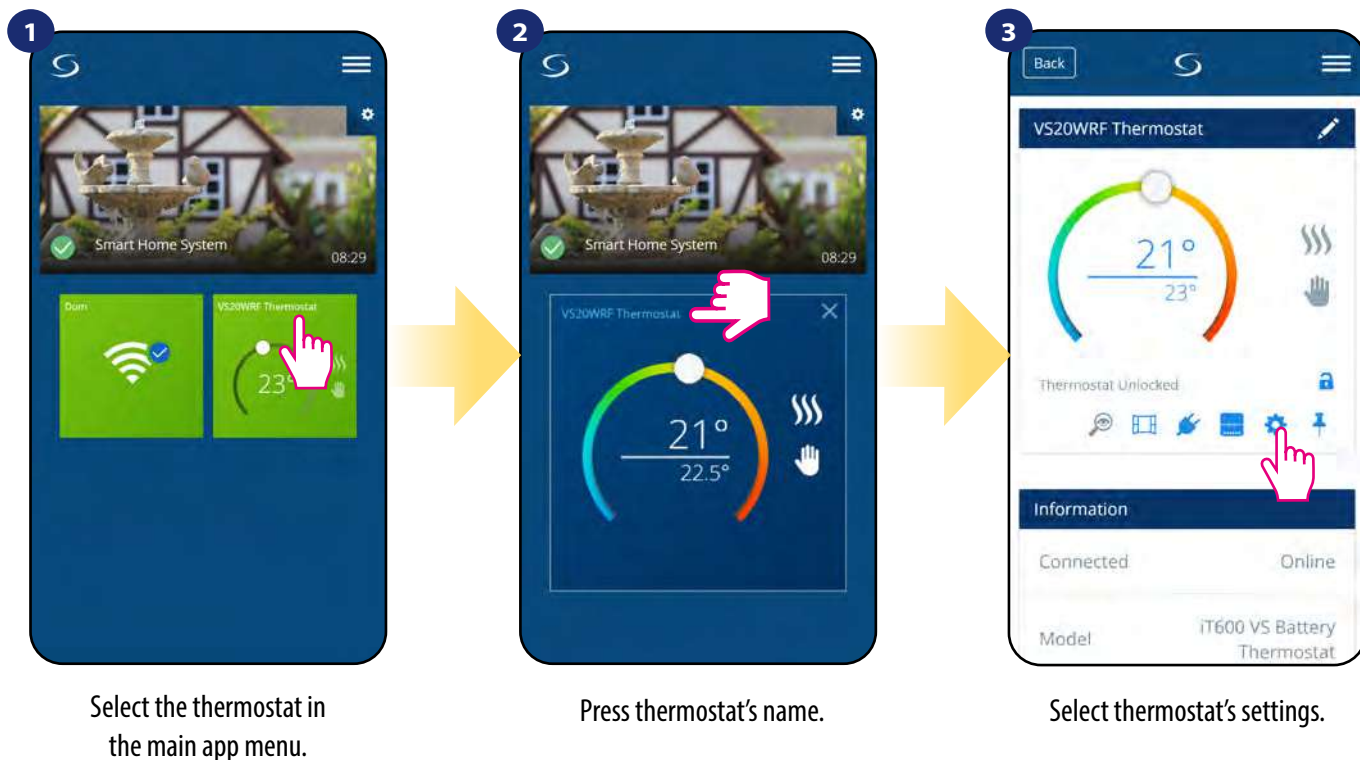 1
Smart Home System
08:29
Dom
VS20WRF Thermostat
23°
Select the thermostat in
the main app menu.
2
Smart Home System
08:29
VS20WRF Thermostat
21°
22.5°
Press thermostat's name.
3
Back
VS20WRF Thermostat
21°
23°
Thermostat Unlocked
Information
Connected Online
Model iT600 VS Battery
Thermostat
Select thermostat's settings.